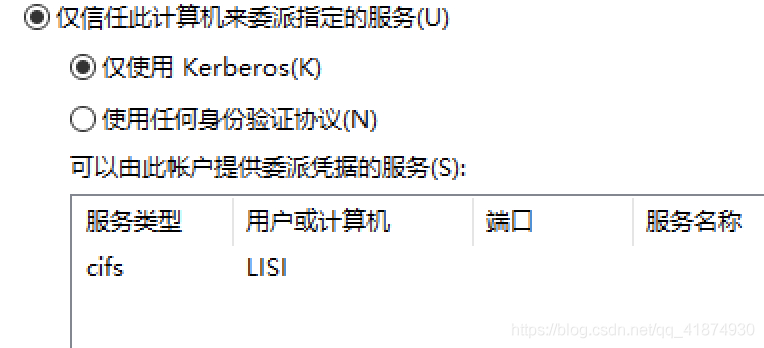 仅信任此计算机来委派指定的服务(U)
仅使用 Kerberos(K)
使用任何身份验证协议(N)
可以由此帐户提供委派凭据的服务(S):
服务类型 用户或计算机 端口 服务名称
cifs LISI
https://blog.csdn.net/qq_41874930